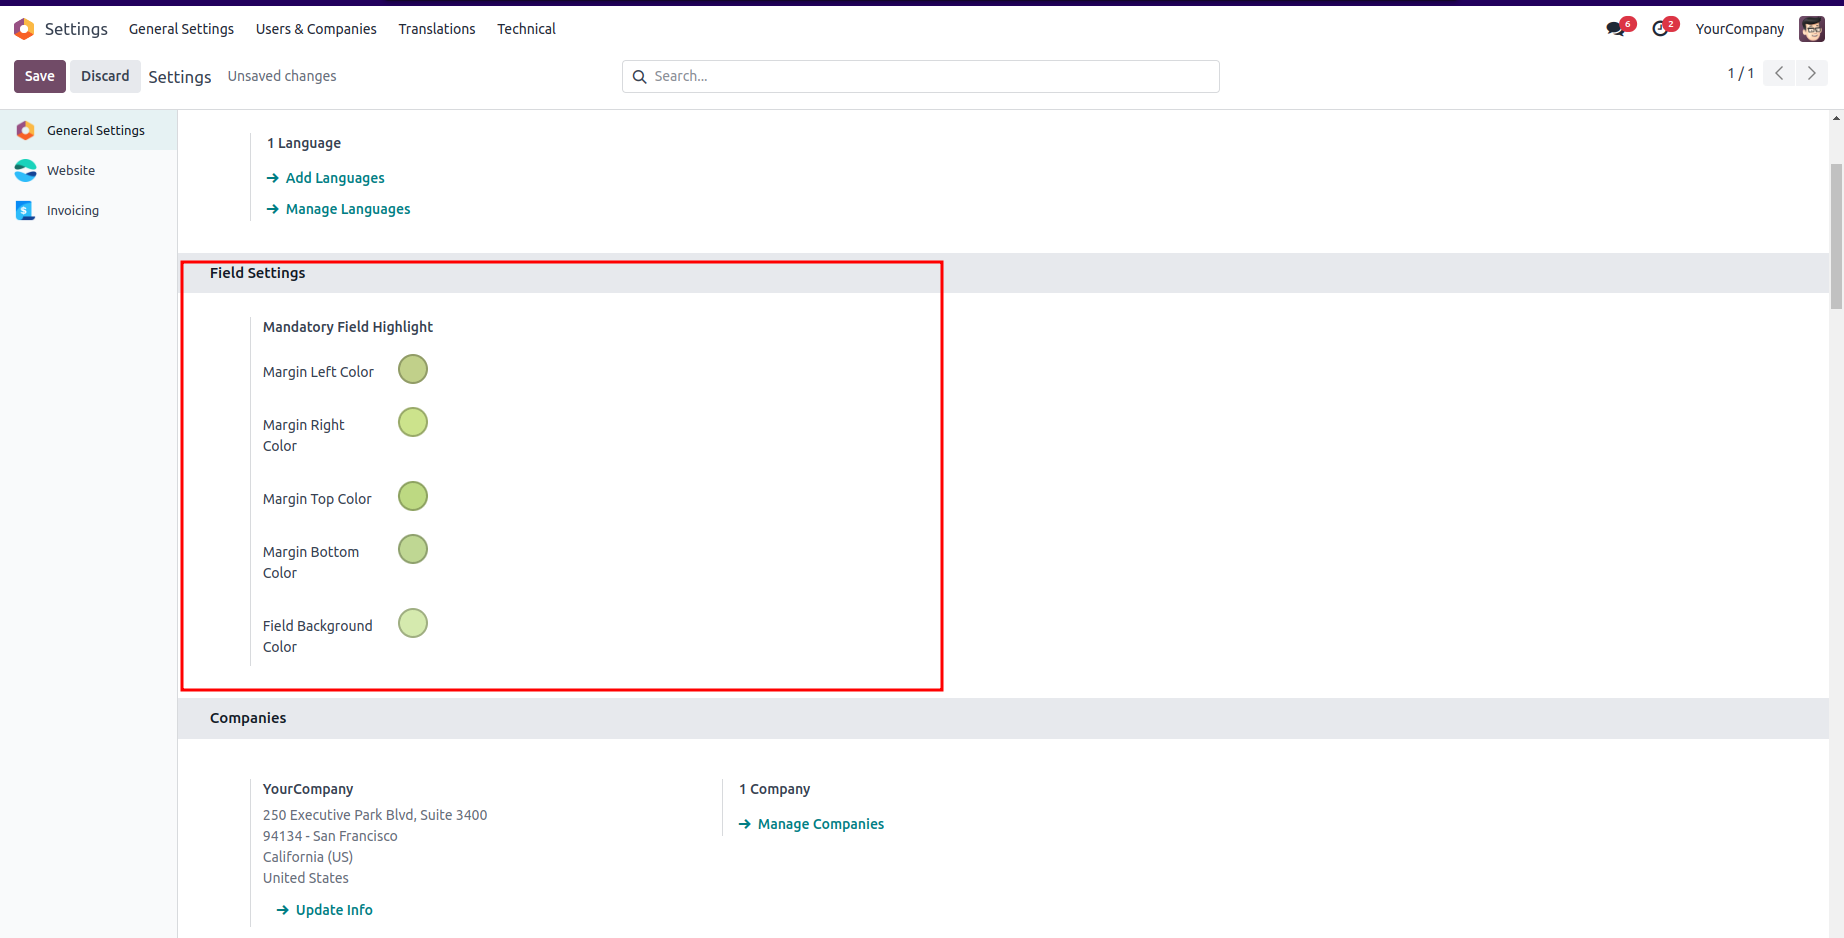 Settings General Settings Users & Companies Translations Technical 6 2 YourCompany
Save Discard Settings Unsaved changes Search... 1 / 1
General Settings
Website
Invoicing
1 Language
Add Languages
Manage Languages
Field Settings
Mandatory Field Highlight
Margin Left Color
Margin Right
Color
Margin Top Color
Margin Bottom
Color
Field Background
Color
Companies
YourCompany
250 Executive Park Blvd, Suite 3400
94134 - San Francisco
California (US)
United States
Update Info
1 Company
Manage Companies